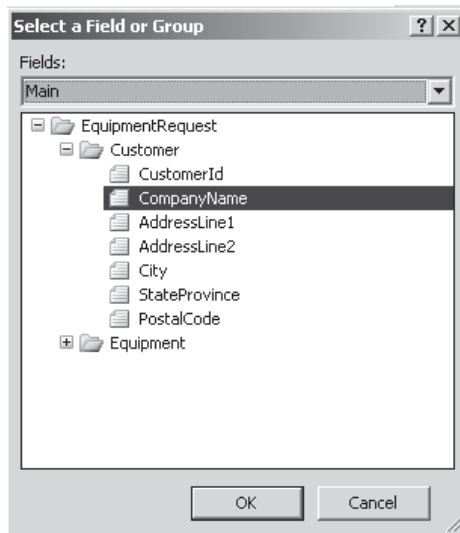 Select a Field or Group
Fields:
Main
EquipmentRequest
Customer
CustomerId
CompanyName
AddressLine1
AddressLine2
City
StateProvince
PostalCode
Equipment
OK Cancel